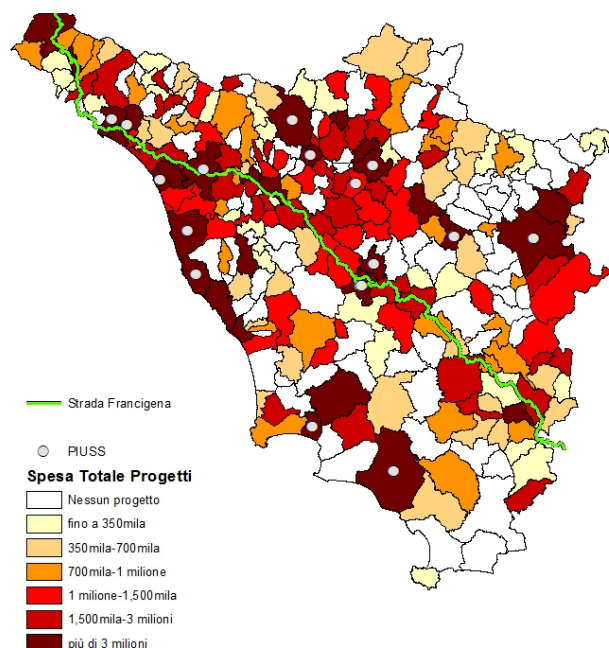 Strada Francigena
PIUSS
Spesa Totale Progetti
Nessun progetto
fino a 350mila
350mila-700mila
700mila-1 milione
1 milione-1,500mila
1,500mila-3 milioni
più di 3 milioni